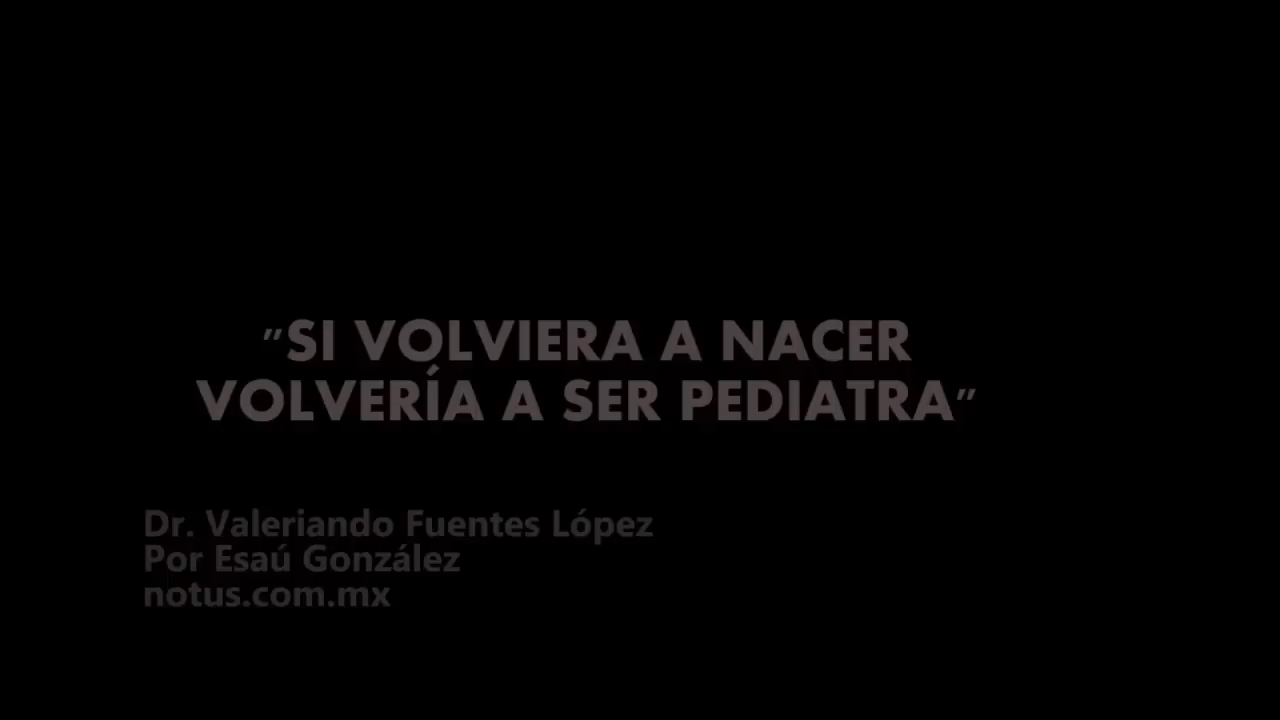 "SI VOLVIERA A NACER
VOLVERÍA A SER PEDIATRA"
Dr. Valeriando Fuentes López
Por Esaú González
notus.com.mx